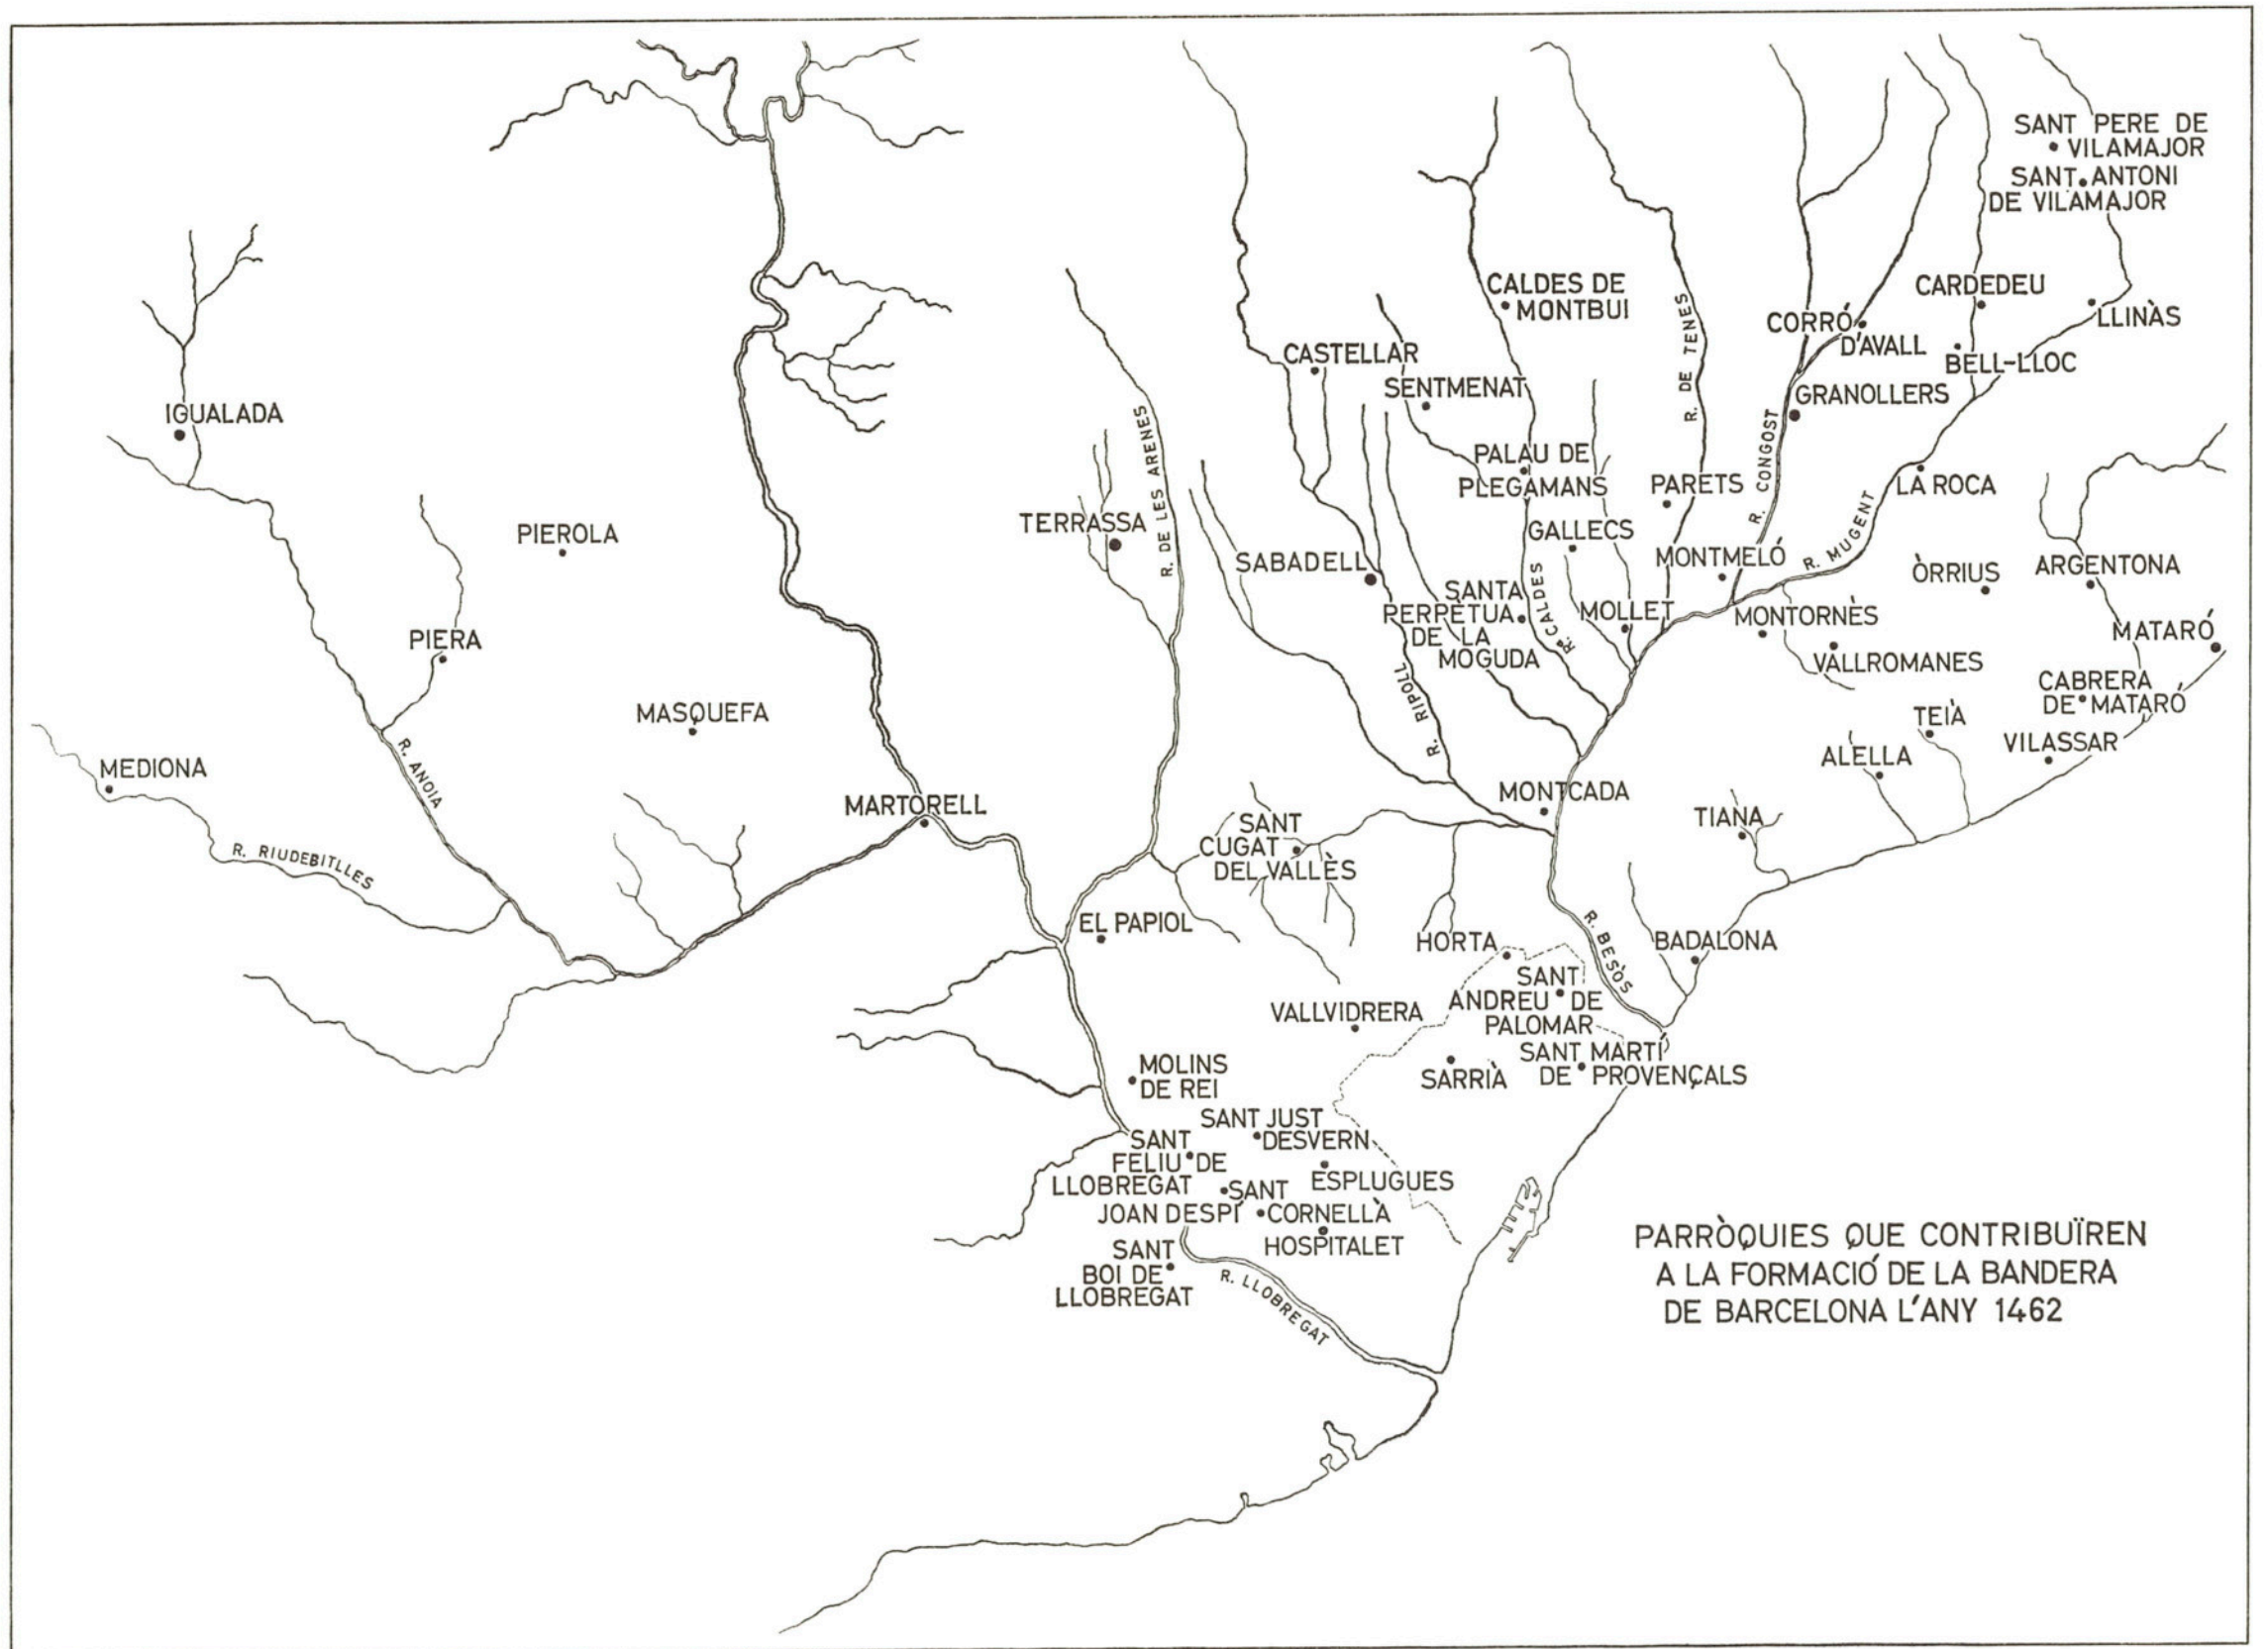 SANT PERE DE
VILAMAJOR
SANT ANTONI
DE VILAMAJOR
CALDES DE
MONTBUI
CARDEDEU
LLINÀS
CORRÓ
D'AVALL
BELL-LLOC
CASTELLAR
SENTMENAT
GRANOLLERS
R. DE TENES
R. CONGOST
IGUALADA
R. DE LES ARENES
PALAU DE
PLEGAMANS
PARETS
LA ROCA
PIEROLA
TERRASSA
GALLECS
MONTMELÓ
R. MUGENT
SABADELL
ÒRRIUS
ARGENTONA
SANTA
PERPÈTUA
DE LA
MOGUDA
Rª CALDES
MOLLET
MONTORNÈS
MATARÓ
PIERA
VALLROMANES
CABRERA
DE MATARÓ
MASQUEFA
R. RIPOLL
TEIÀ
VILASSAR
ALELLA
MEDIONA
R. ANOIA
MARTORELL
MONTCADA
TIANA
SANT
CUGAT
DEL VALLÈS
R. RIUDEBITLLES
EL PAPIOL
HORTA
R. BESÒS
BADALONA
SANT
ANDREU DE
PALOMAR
VALLVIDRERA
SANT MARTÍ
DE PROVENÇALS
SARRIÀ
MOLINS
DE REI
SANT JUST
DESVERN
SANT
FELIU DE
LLOBREGAT
ESPLUGUES
SANT
JOAN DESPÍ
CORNELLÀ
HOSPITALET
SANT
BOI DE
LLOBREGAT
R. LLOBREGAT
PARRÒQUIES QUE CONTRIBUÏREN
A LA FORMACIÓ DE LA BANDERA
DE BARCELONA L'ANY 1462